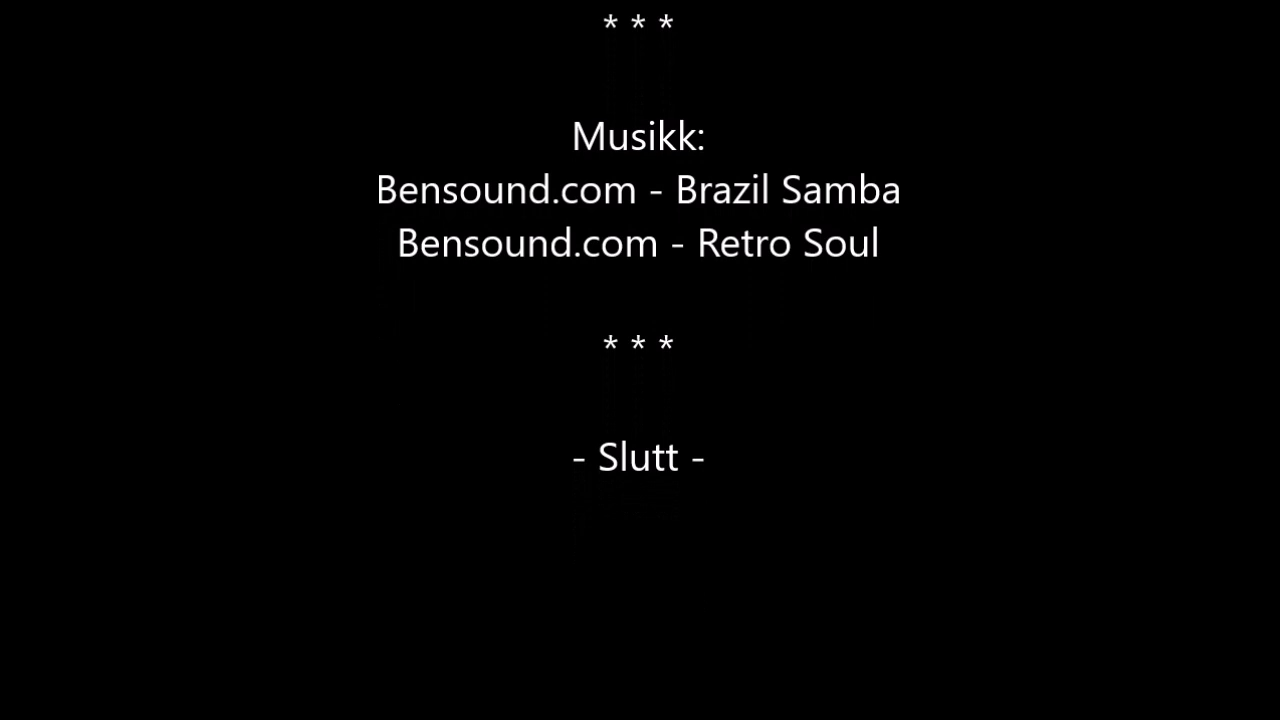 * * *
Musikk:
Bensound.com - Brazil Samba
Bensound.com - Retro Soul
* * *
- Slutt -